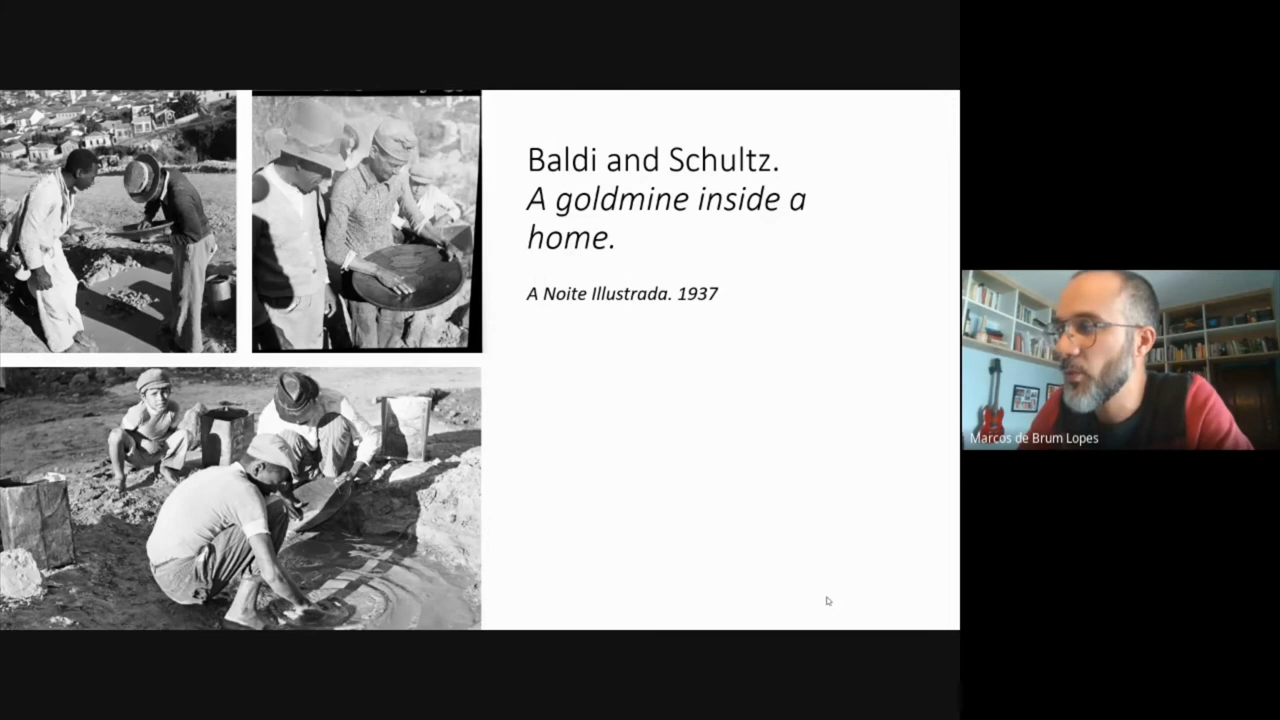 Baldi and Schultz.
A goldmine inside a
home.
A Noite Illustrada. 1937
Marcos de Brum Lopes